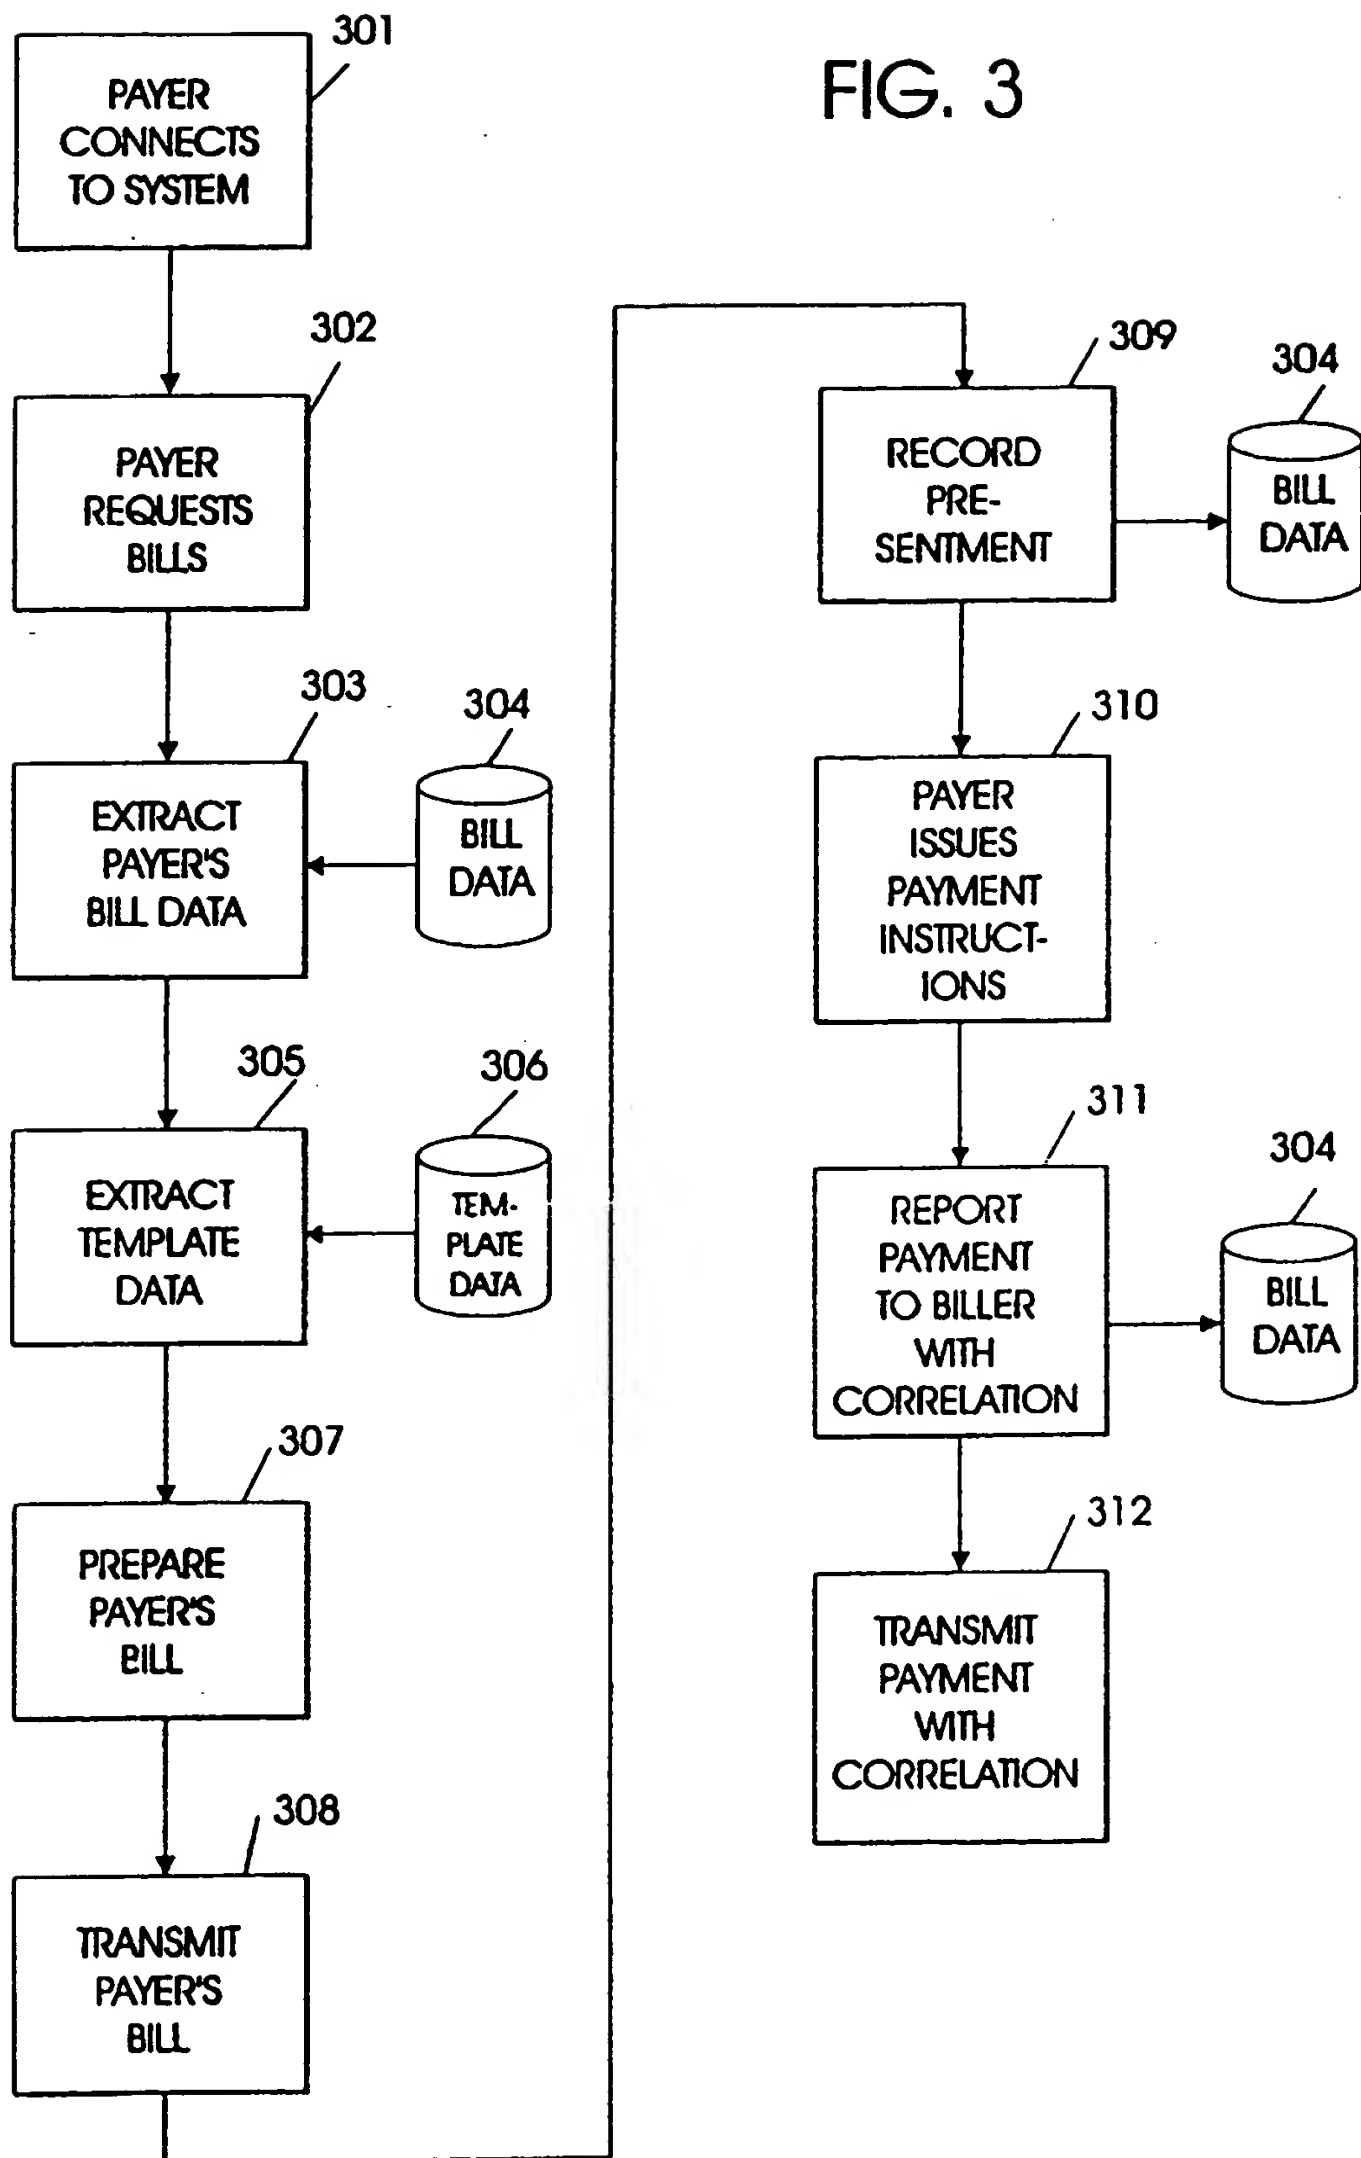 FIG. 3
301
PAYER
CONNECTS
TO SYSTEM
302
PAYER
REQUESTS
BILLS
303
EXTRACT
PAYER'S
BILL DATA
304
BILL
DATA
305
EXTRACT
TEMPLATE
DATA
306
TEM-
PLATE
DATA
307
PREPARE
PAYER'S
BILL
308
TRANSMIT
PAYER'S
BILL
309
RECORD
PRE-
SENTMENT
304
BILL
DATA
310
PAYER
ISSUES
PAYMENT
INSTRUCT-
IONS
311
REPORT
PAYMENT
TO BILLER
WITH
CORRELATION
304
BILL
DATA
312
TRANSMIT
PAYMENT
WITH
CORRELATION